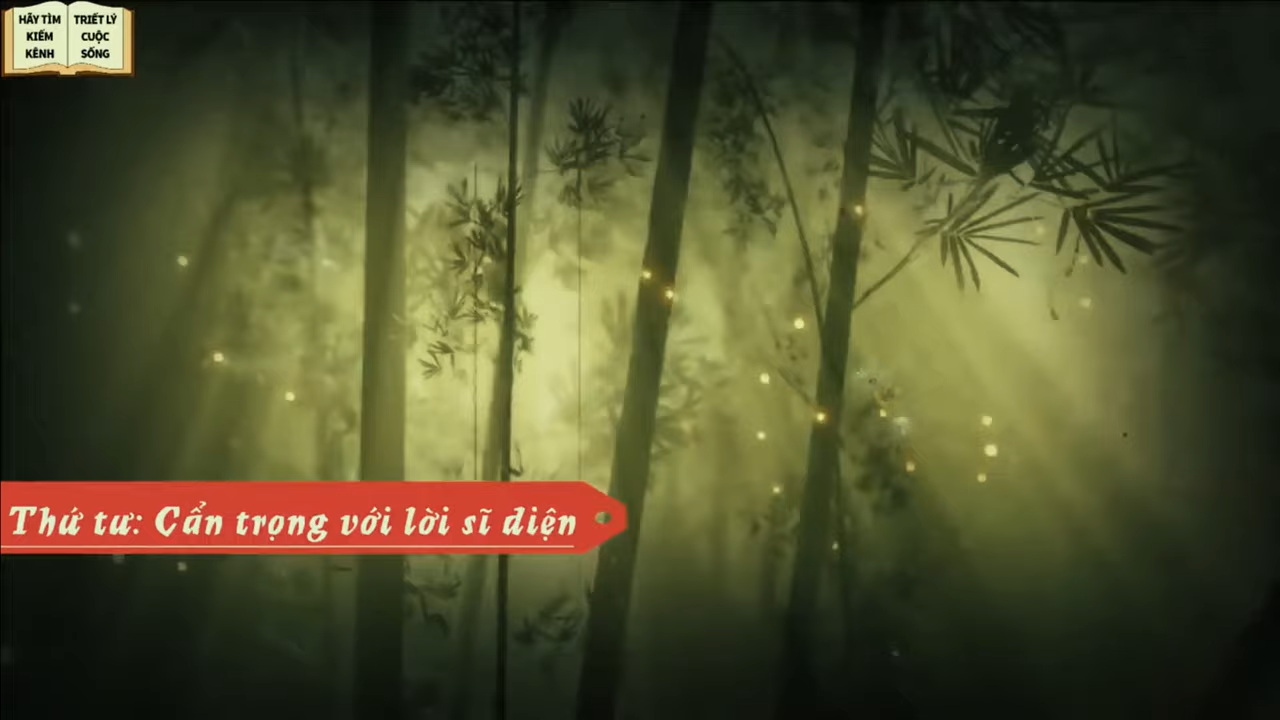 HÃY TÌM
KIẾM
KÊNH
TRIẾT LÝ
CUỘC
SỐNG
Thứ tư: Cẩn trọng với lời sĩ diện